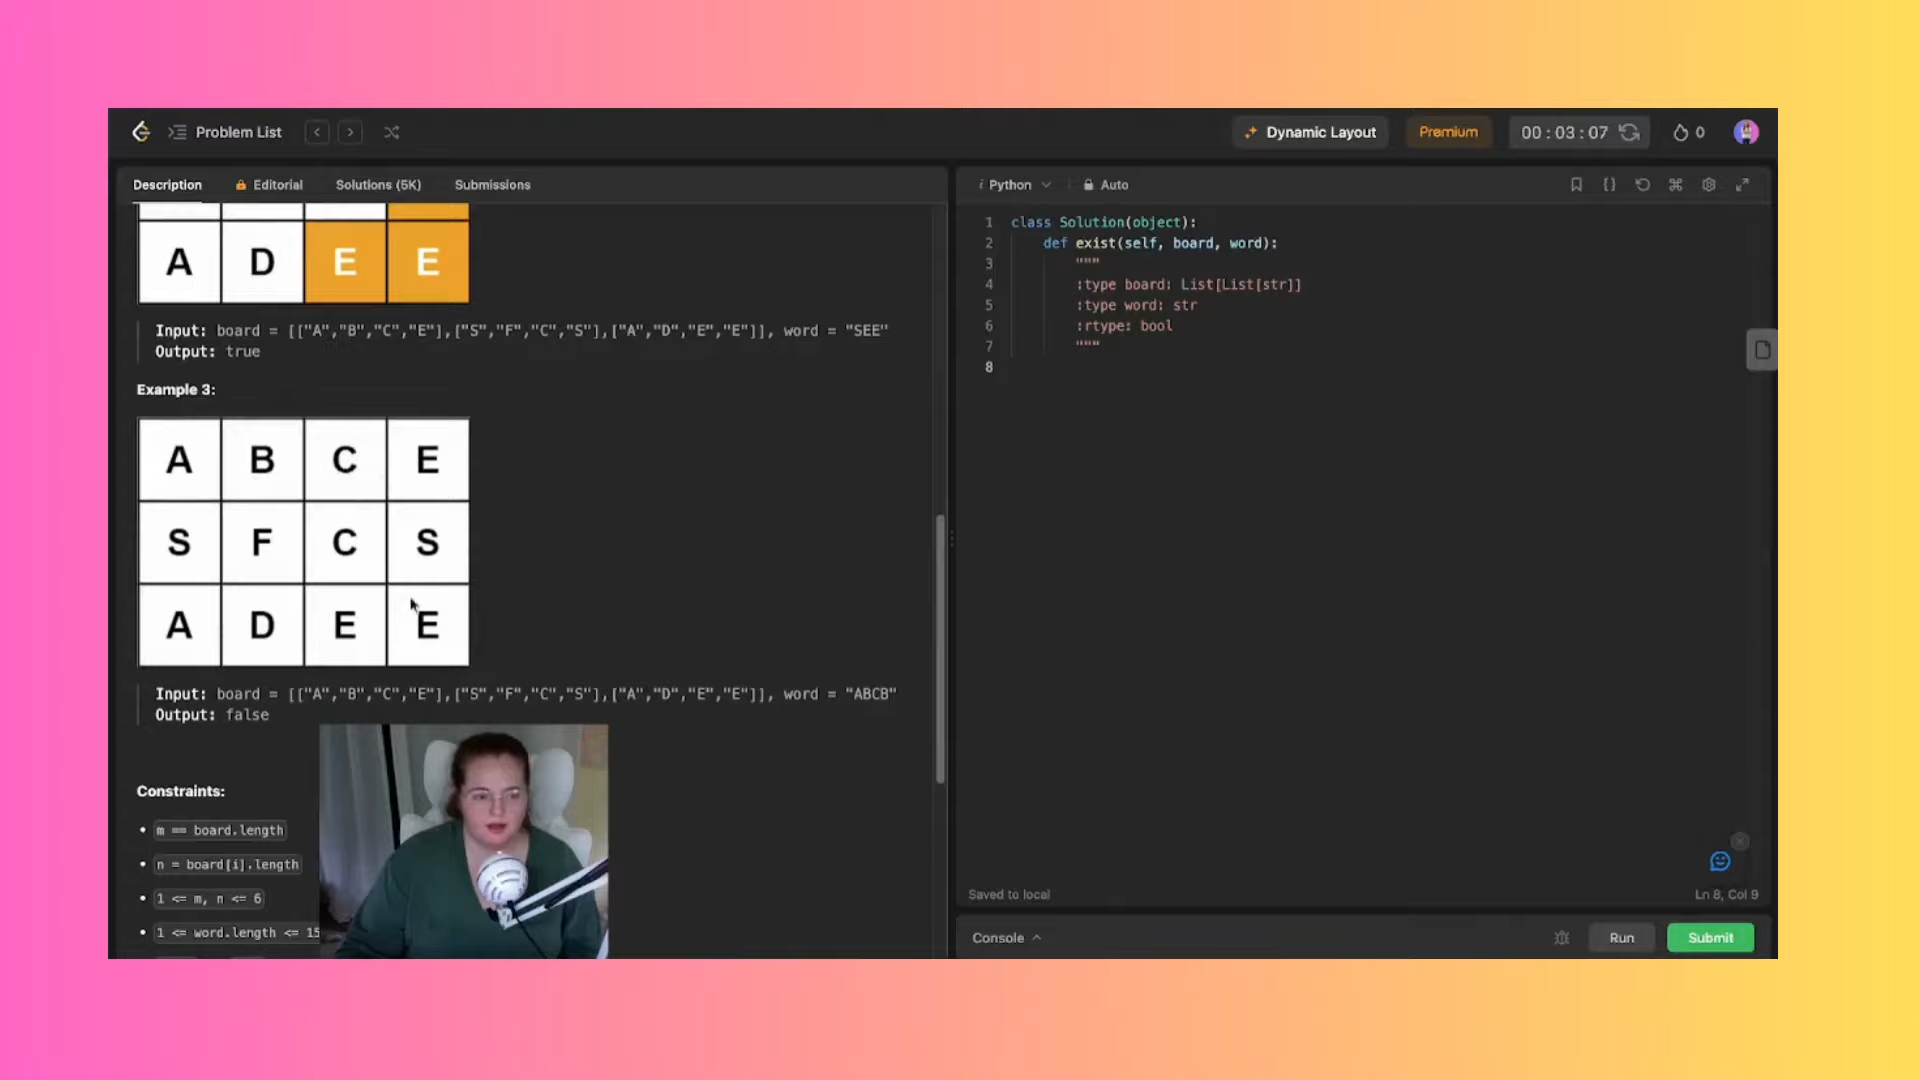 Problem List
Dynamic Layout
Premium
00 : 03 : 07
0
Description
Editorial
Solutions (5K)
Submissions
A D E E
Input: board = [["A","B","C","E"],["S","F","C","S"],["A","D","E","E"]], word = "SEE"
Output: true
Example 3:
A B C E
S F C S
A D E E
Input: board = [["A","B","C","E"],["S","F","C","S"],["A","D","E","E"]], word = "ABCB"
Output: false
Constraints:
• m == board.length
• n = board[i].length
• 1 <= m, n <= 6
• 1 <= word.length <= 15
i Python
Auto
1 class Solution(object):
2 def exist(self, board, word):
3 """
4 :type board: List[List[str]]
5 :type word: str
6 :rtype: bool
7 """
8
Saved to local
Ln 8, Col 9
Console
Run
Submit